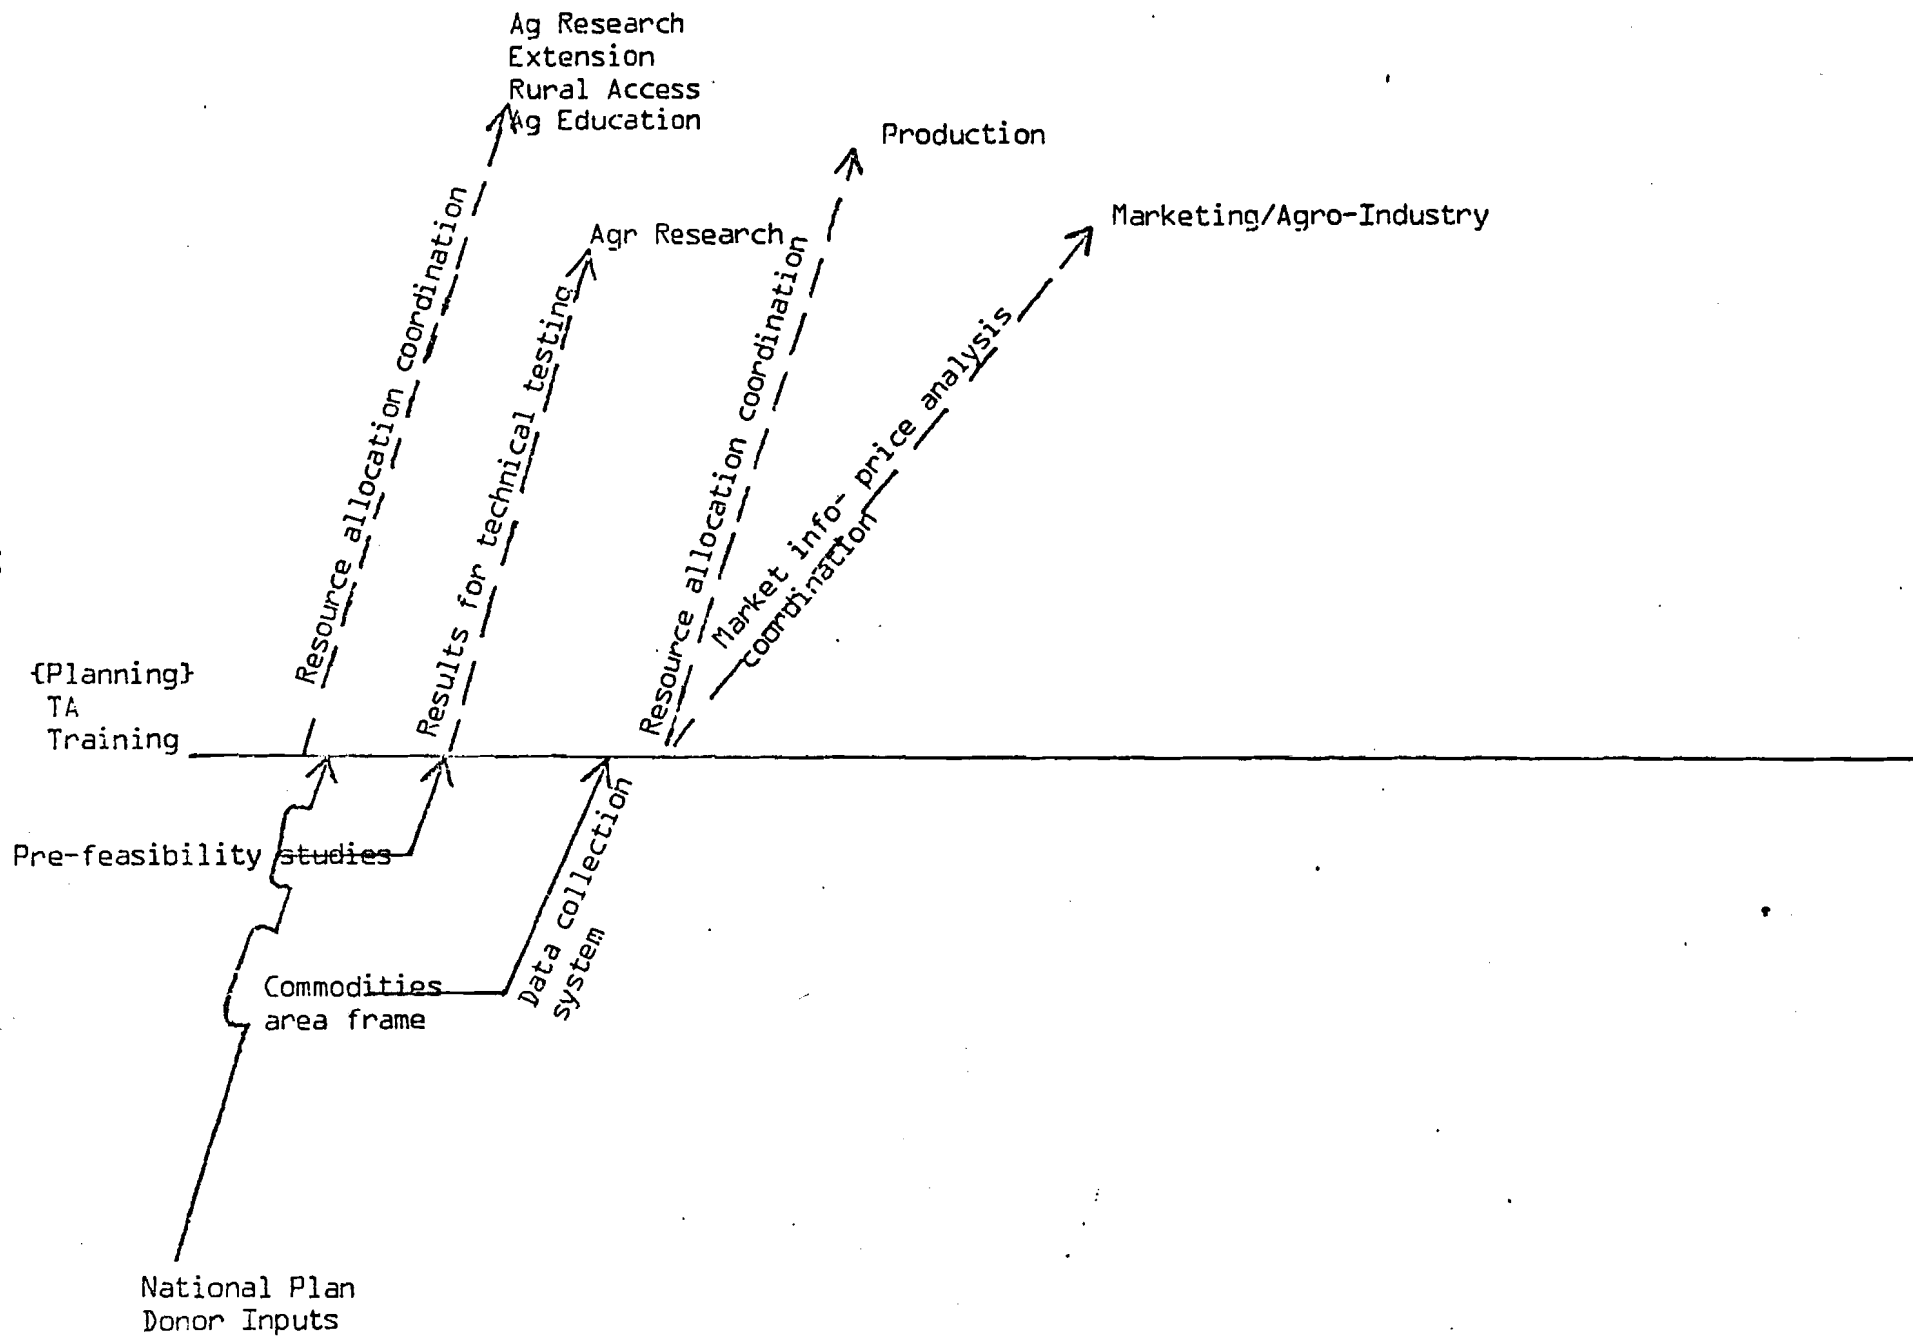 Ag Research
Extension
Rural Access
Ag Education
Production
Marketing/Agro-Industry
Agr Research
Resource allocation coordination
Results for technical testing
Resource allocation coordination
Market info- price analysis
coordination
{Planning}
TA
Training
Pre-feasibility studies
Data collection
system
Commodities
area frame
National Plan
Donor Inputs